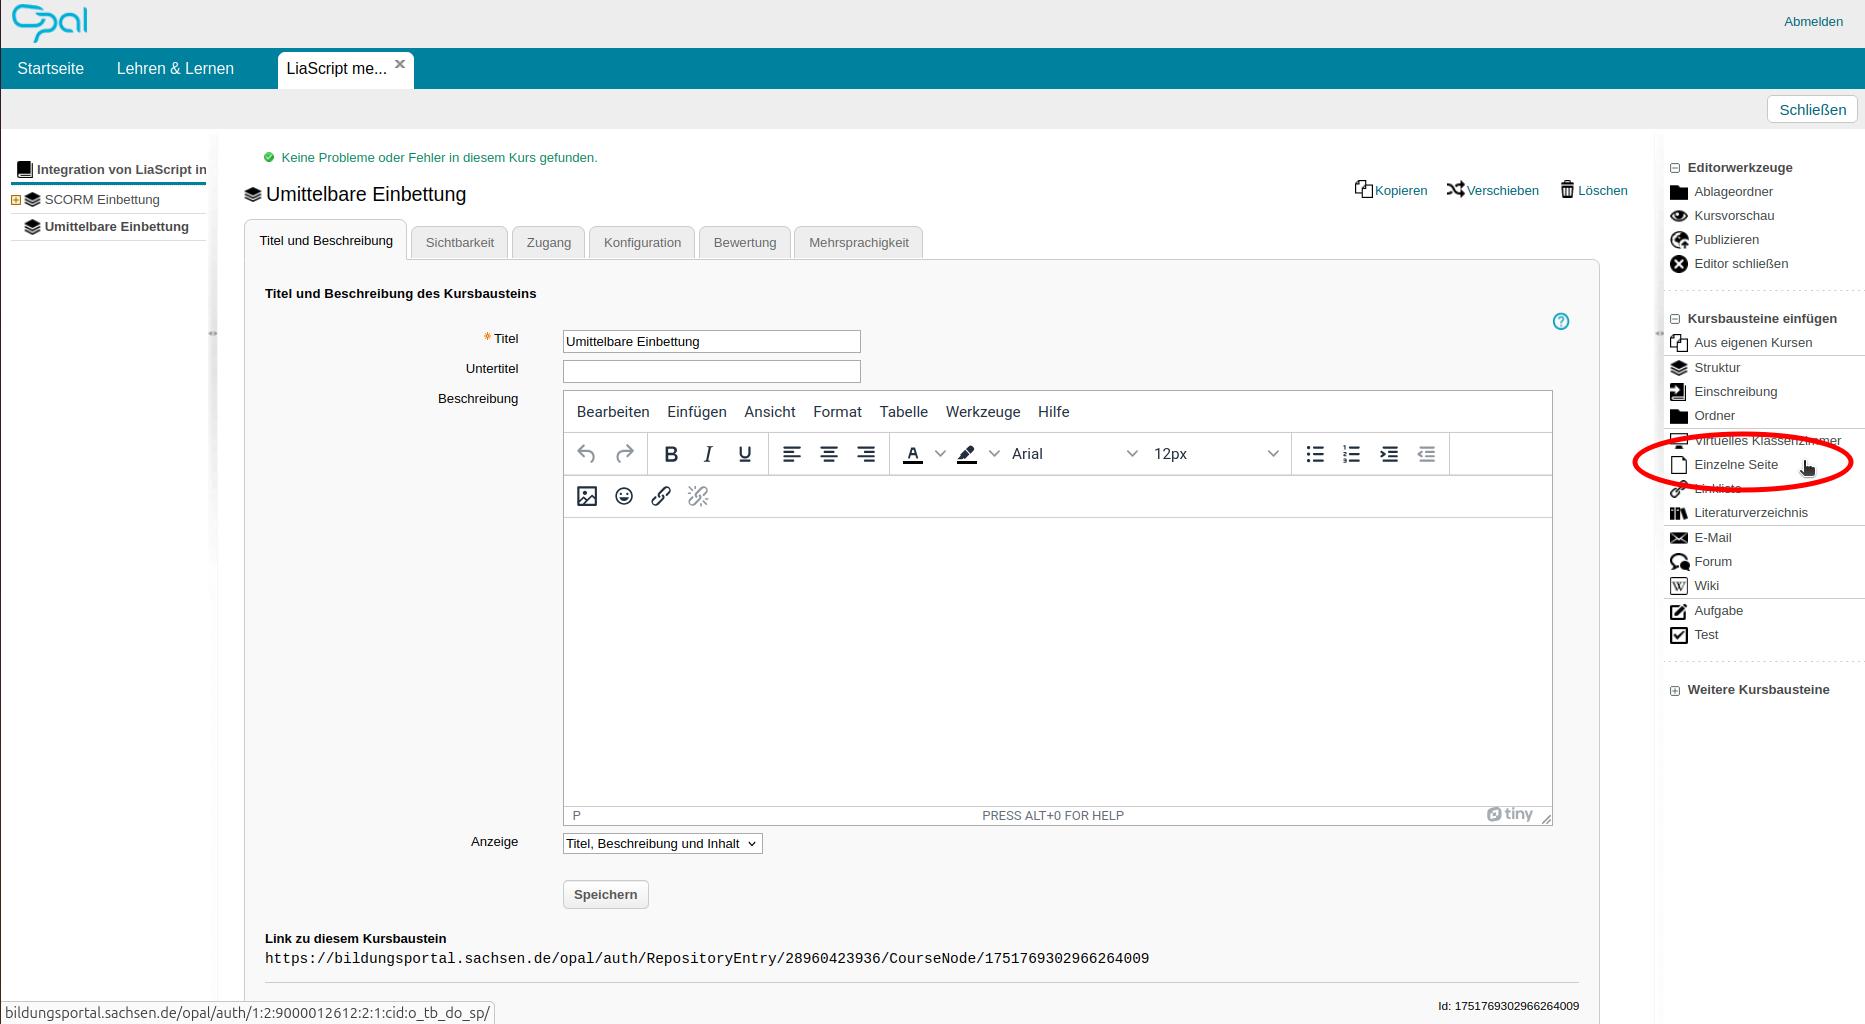 Opal
Abmelden
Startseite
Lehren & Lernen
LiaScript me...
Schließen
Integration von LiaScript in
SCORM Einbettung
Umittelbare Einbettung
Keine Probleme oder Fehler in diesem Kurs gefunden.
Umittelbare Einbettung
Kopieren
Verschieben
Löschen
Titel und Beschreibung
Sichtbarkeit
Zugang
Konfiguration
Bewertung
Mehrsprachigkeit
Titel und Beschreibung des Kursbausteins
Titel
Umittelbare Einbettung
Untertitel
Beschreibung
Bearbeiten Einfügen Ansicht Format Tabelle Werkzeuge Hilfe
Arial
12px
P
PRESS ALT+0 FOR HELP
tiny
Anzeige
Titel, Beschreibung und Inhalt
Speichern
Link zu diesem Kursbaustein
https://bildungsportal.sachsen.de/opal/auth/RepositoryEntry/28960423936/CourseNode/1751769302966264009
Id: 1751769302966264009
Editorwerkzeuge
Ablageordner
Kursvorschau
Publizieren
Editor schließen
Kursbausteine einfügen
Aus eigenen Kursen
Struktur
Einschreibung
Ordner
Virtuelles Klassenzimmer
Einzelne Seite
Linkliste
Literaturverzeichnis
E-Mail
Forum
Wiki
Aufgabe
Test
Weitere Kursbausteine
bildungsportal.sachsen.de/opal/auth/1:2:9000012612:2:1:cid:o_tb_do_sp/